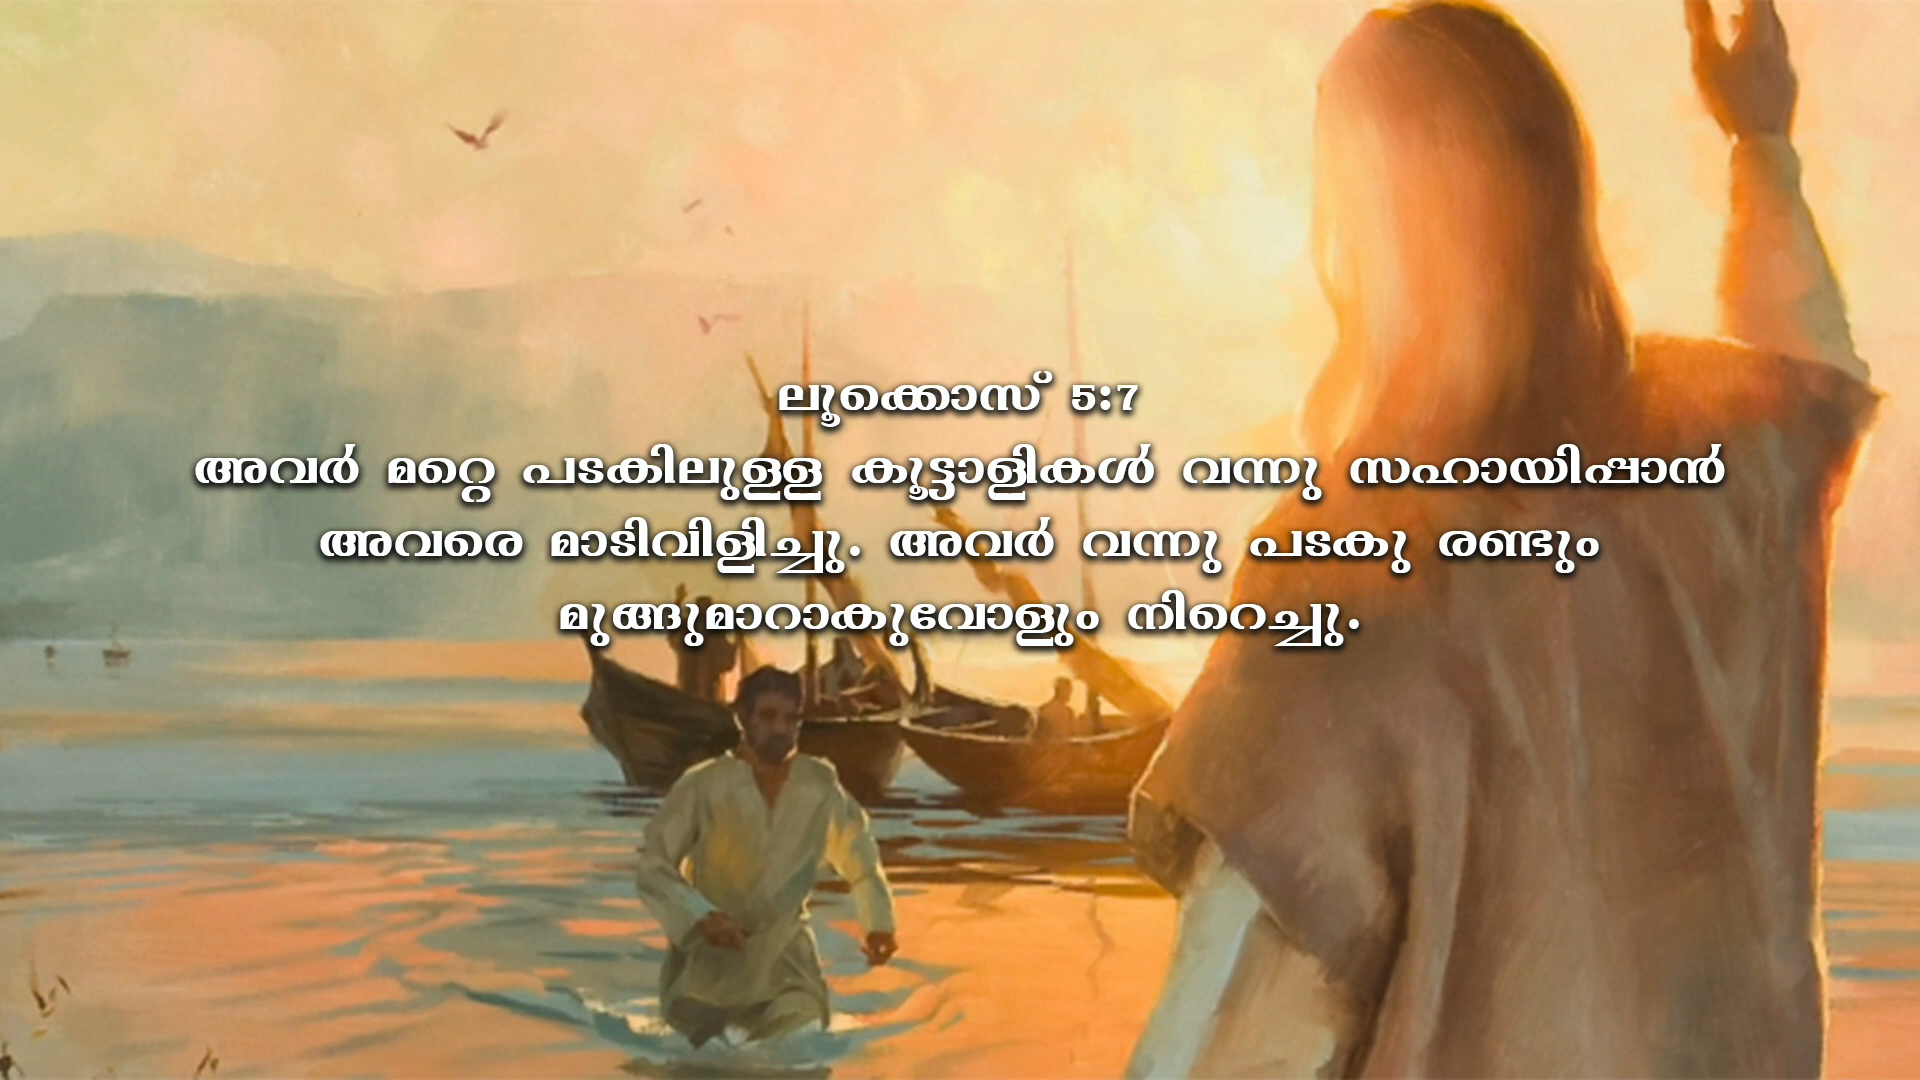 ലൂക്കൊസ് 5:7
അവർ മറ്റെ പടകിലുള്ള കൂട്ടാളികൾ വന്നു സഹായിപ്പാൻ
അവരെ മാടിവിളിച്ചു. അവർ വന്നു പടകു രണ്ടും
മുങ്ങുമാറാകുവോളും നിറെച്ചു.